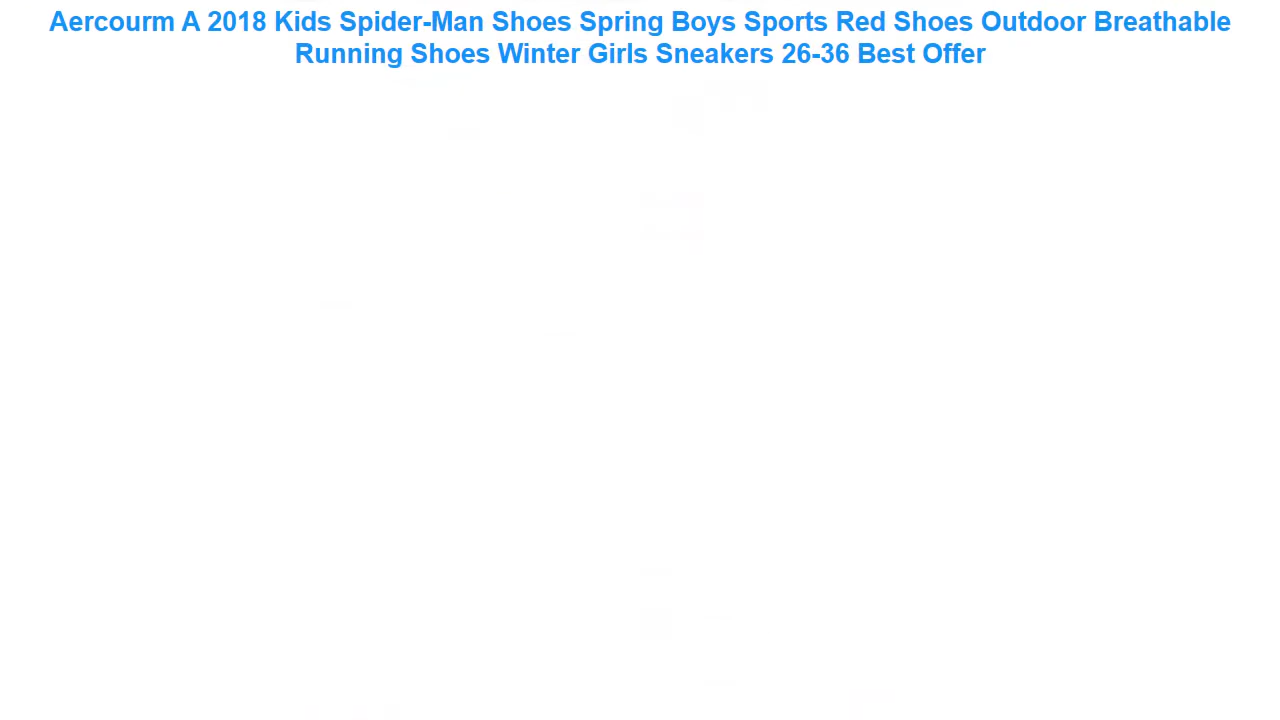 Aercourm A 2018 Kids Spider-Man Shoes Spring Boys Sports Red Shoes Outdoor Breathable
Running Shoes Winter Girls Sneakers 26-36 Best Offer